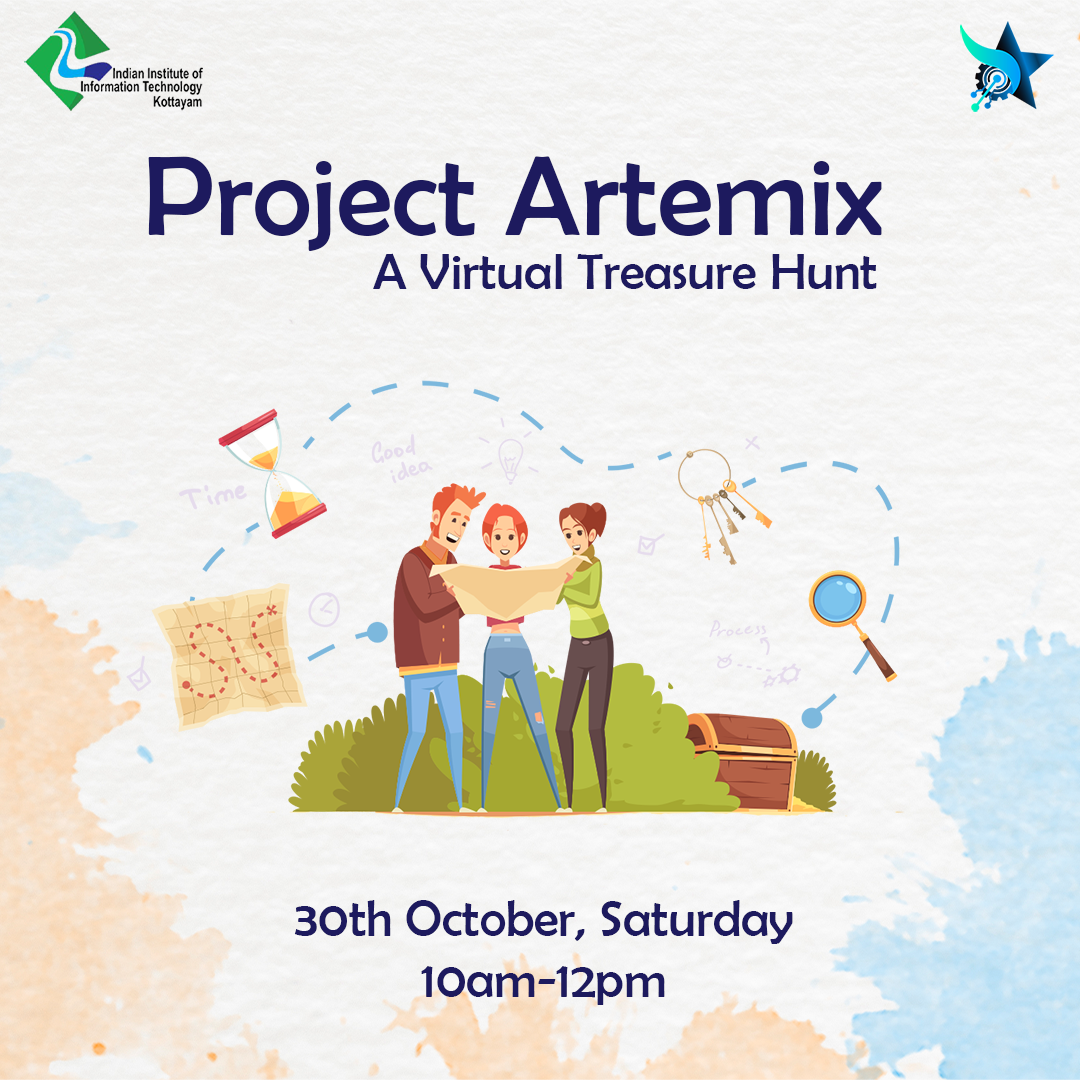 Indian Institute of
Information Technology
Kottayam
Project Artemix
A Virtual Treasure Hunt
Good
idea
Time
Process
30th October, Saturday
10am-12pm